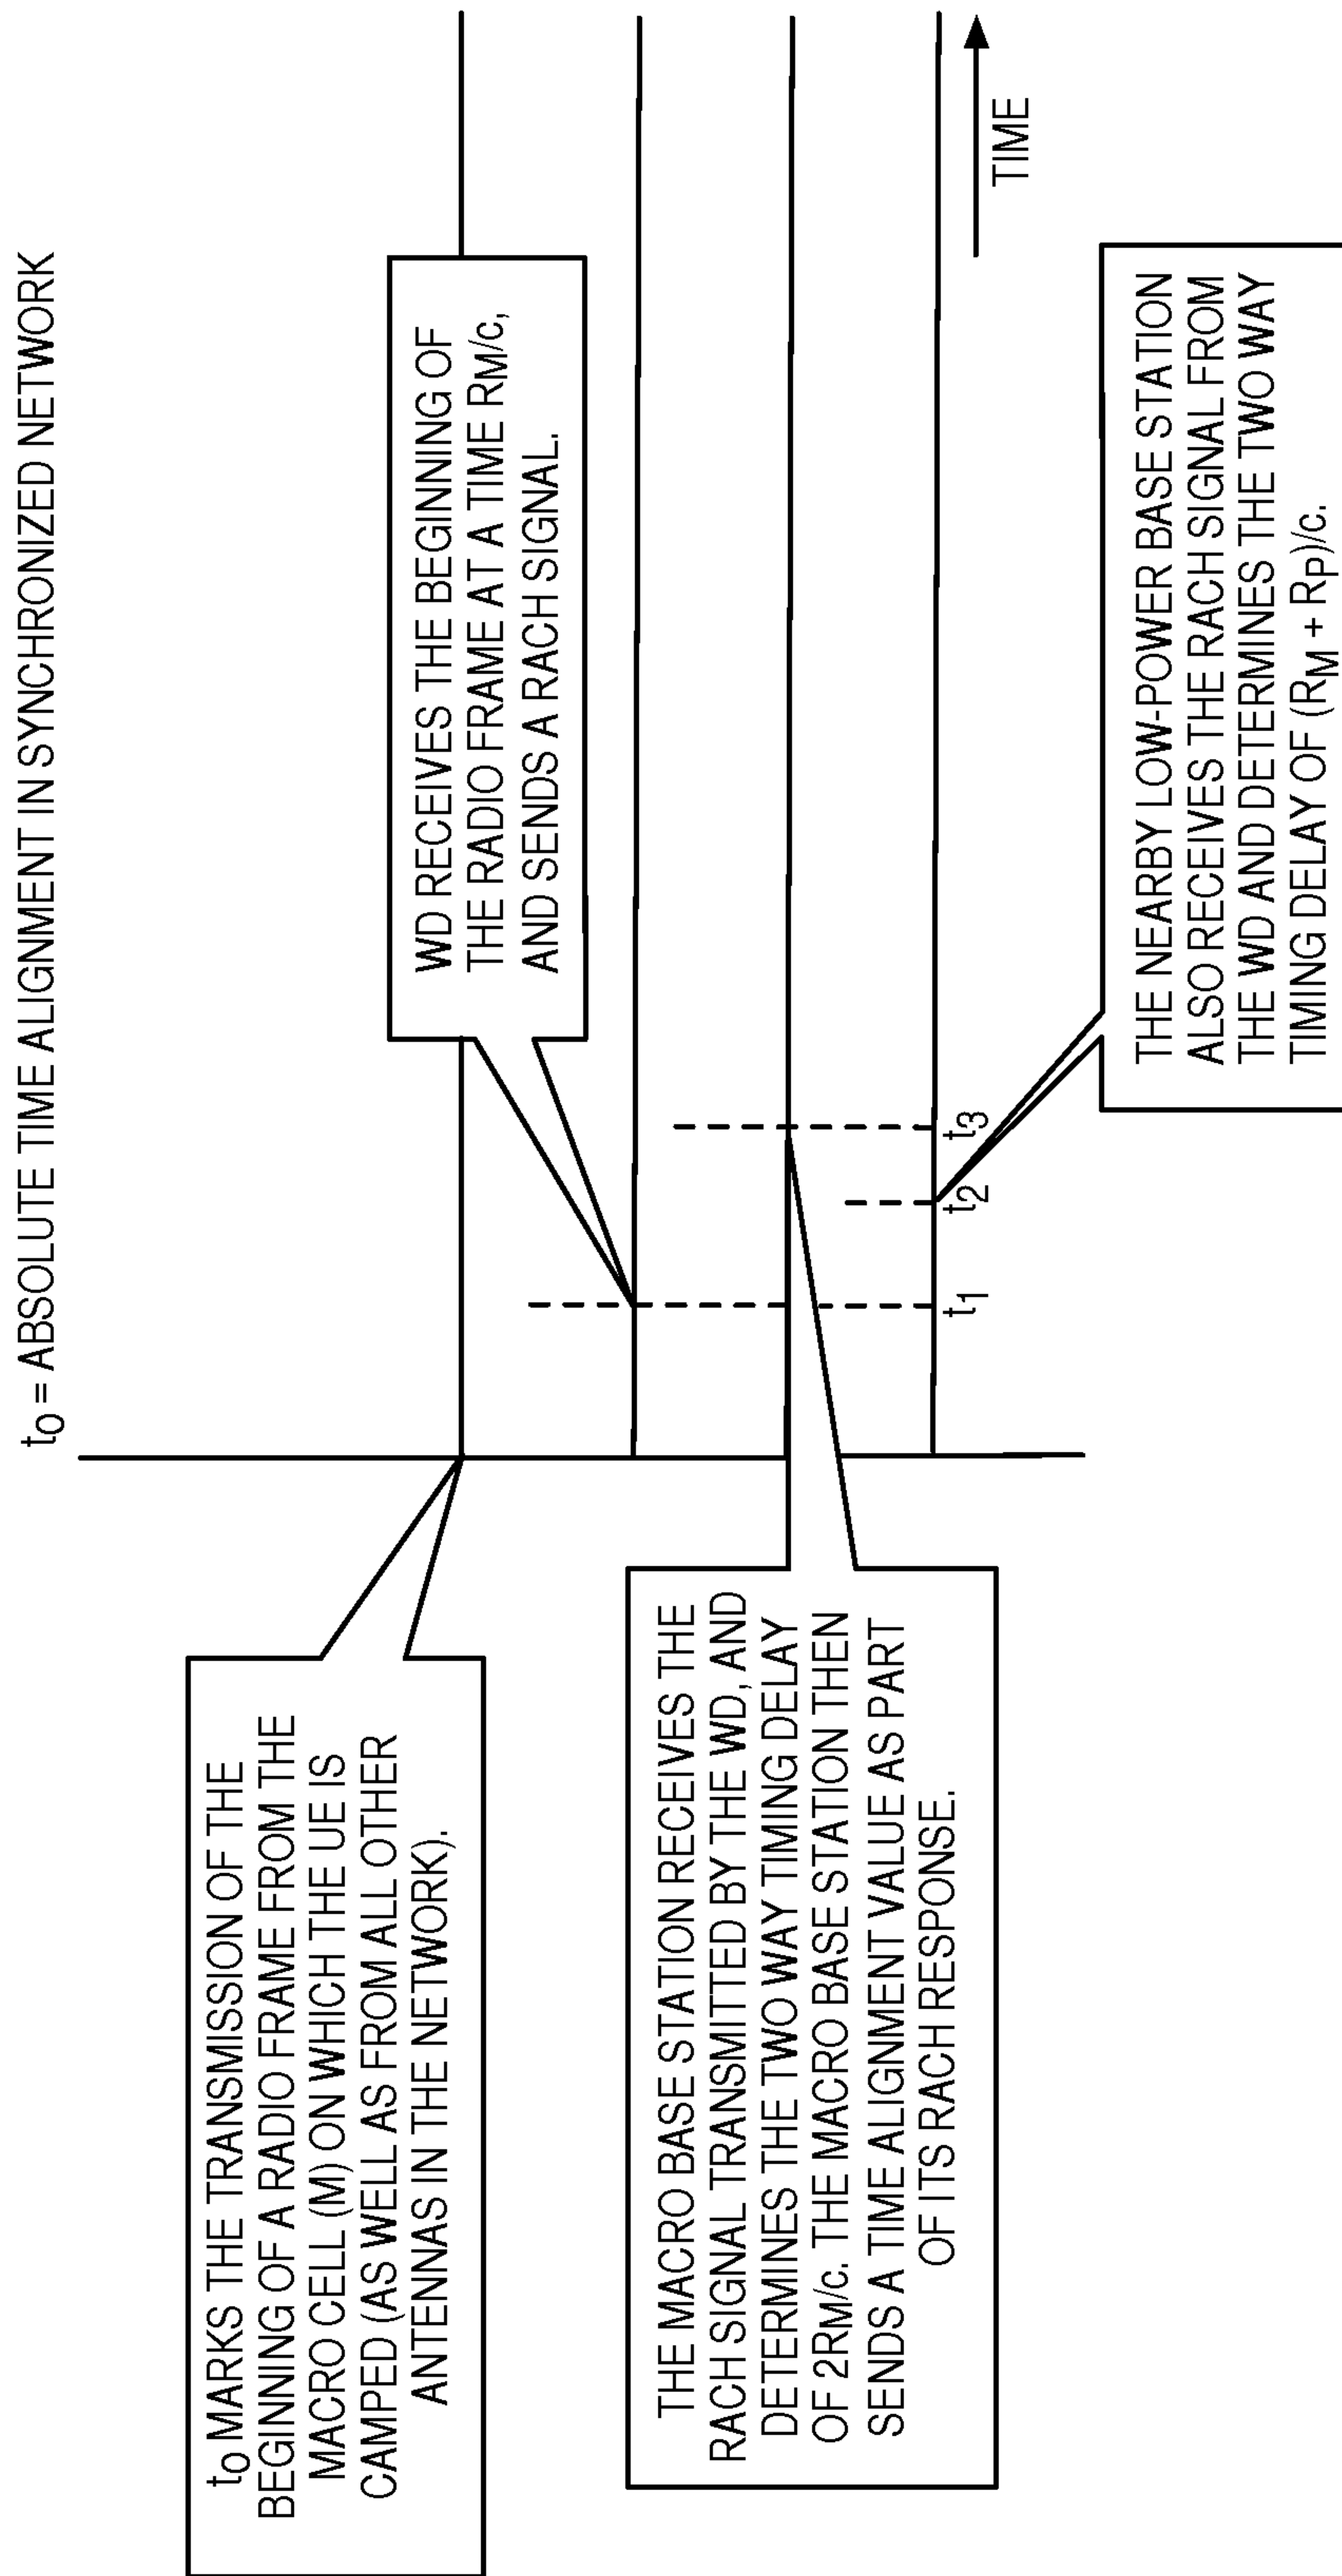 t0 = ABSOLUTE TIME ALIGNMENT IN SYNCHRONIZED NETWORK
t0 MARKS THE TRANSMISSION OF THE
BEGINNING OF A RADIO FRAME FROM THE
MACRO CELL (M) ON WHICH THE UE IS
CAMPED (AS WELL AS FROM ALL OTHER
ANTENNAS IN THE NETWORK).
WD RECEIVES THE BEGINNING OF
THE RADIO FRAME AT A TIME RM/c,
AND SENDS A RACH SIGNAL.
THE MACRO BASE STATION RECEIVES THE
RACH SIGNAL TRANSMITTED BY THE WD, AND
DETERMINES THE TWO WAY TIMING DELAY
OF 2RM/c. THE MACRO BASE STATION THEN
SENDS A TIME ALIGNMENT VALUE AS PART
OF ITS RACH RESPONSE.
t1
t2
t3
TIME
THE NEARBY LOW-POWER BASE STATION
ALSO RECEIVES THE RACH SIGNAL FROM
THE WD AND DETERMINES THE TWO WAY
TIMING DELAY OF (RM + RP)/c.